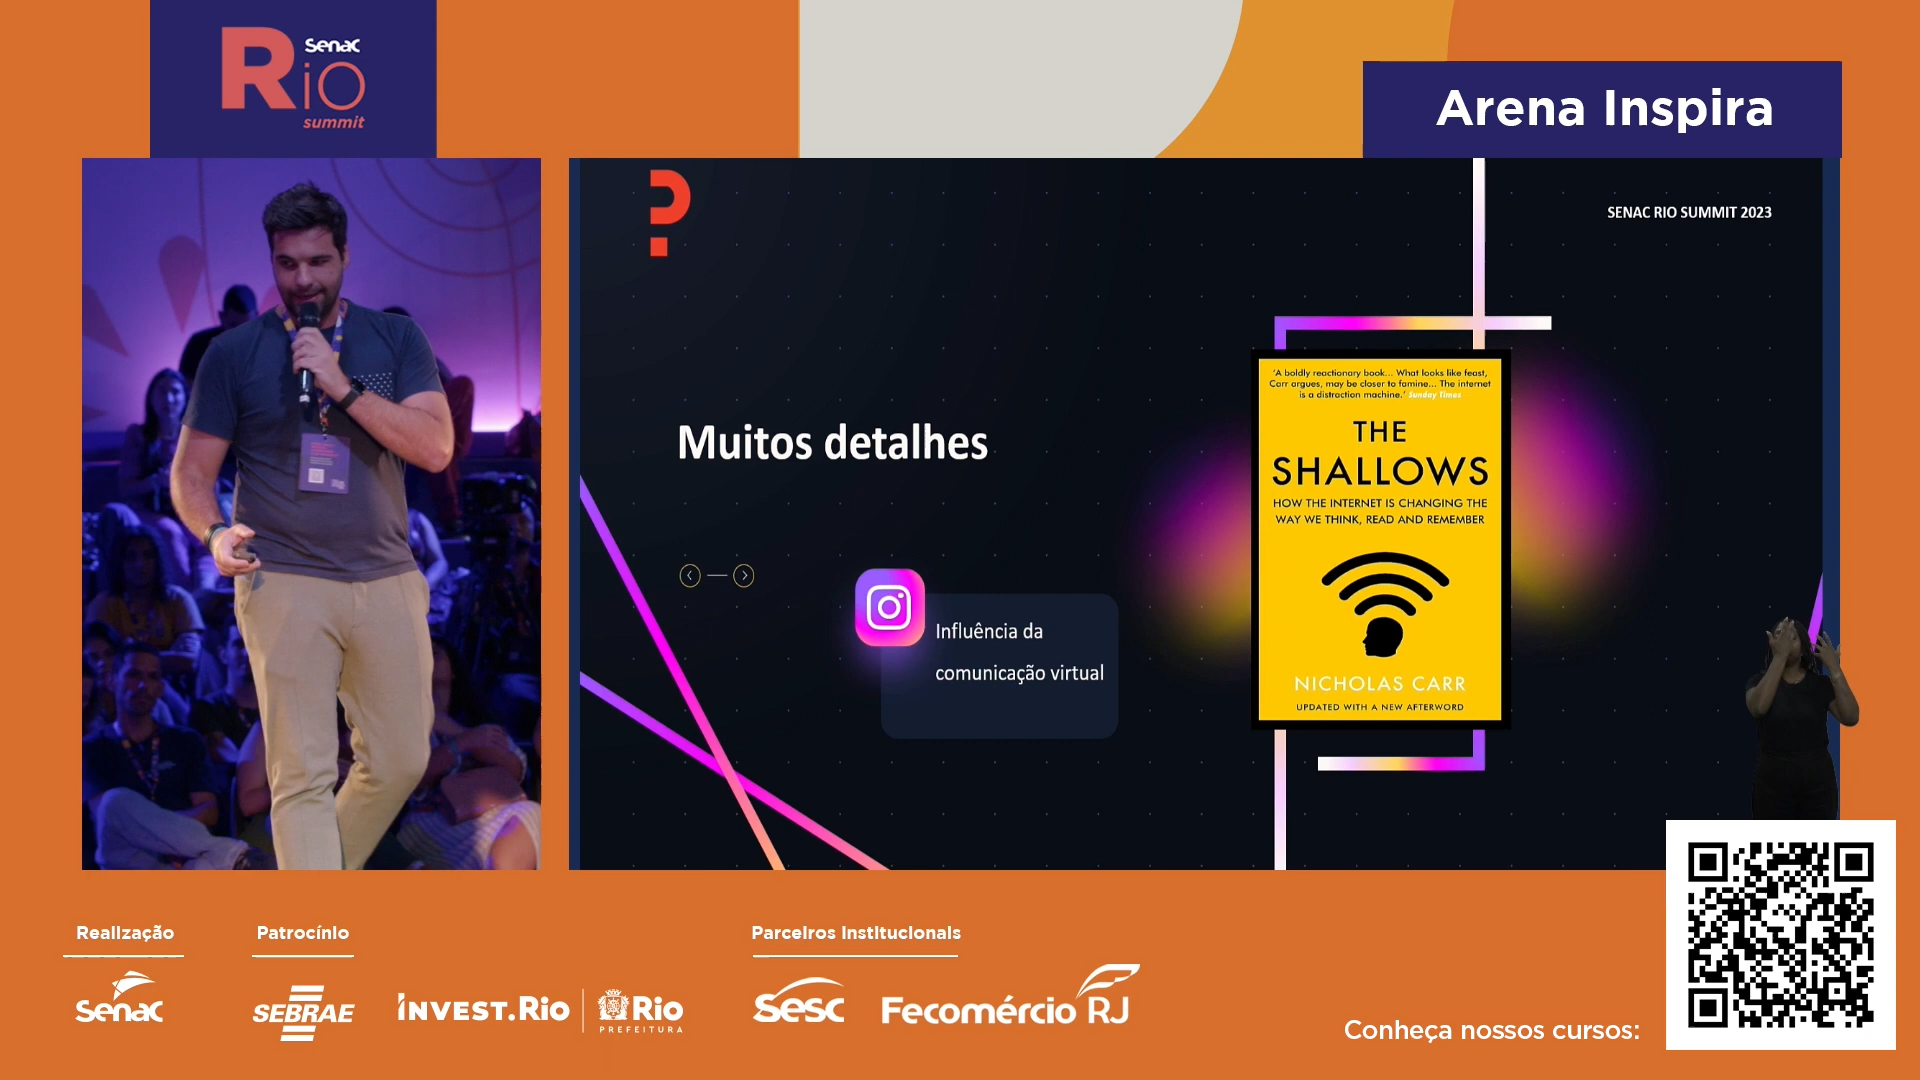 R Senac
io
summit
Arena Inspira
SENAC RIO SUMMIT 2023
Muitos detalhes
Influência da
comunicação virtual
'A boldly reactionary book... What looks like feast,
Carr argues, may be closer to famine... The internet
is a distraction machine.' Sunday Times
THE
SHALLOWS
HOW THE INTERNET IS CHANGING THE
WAY WE THINK, READ AND REMEMBER
NICHOLAS CARR
UPDATED WITH A NEW AFTERWORD
Realização
Patrocínio
Parceiros Institucionais
Senac
SEBRAE
INVEST.Rio
Rio
PREFEITURA
Sesc
Fecomércio RJ
Conheça nossos cursos: